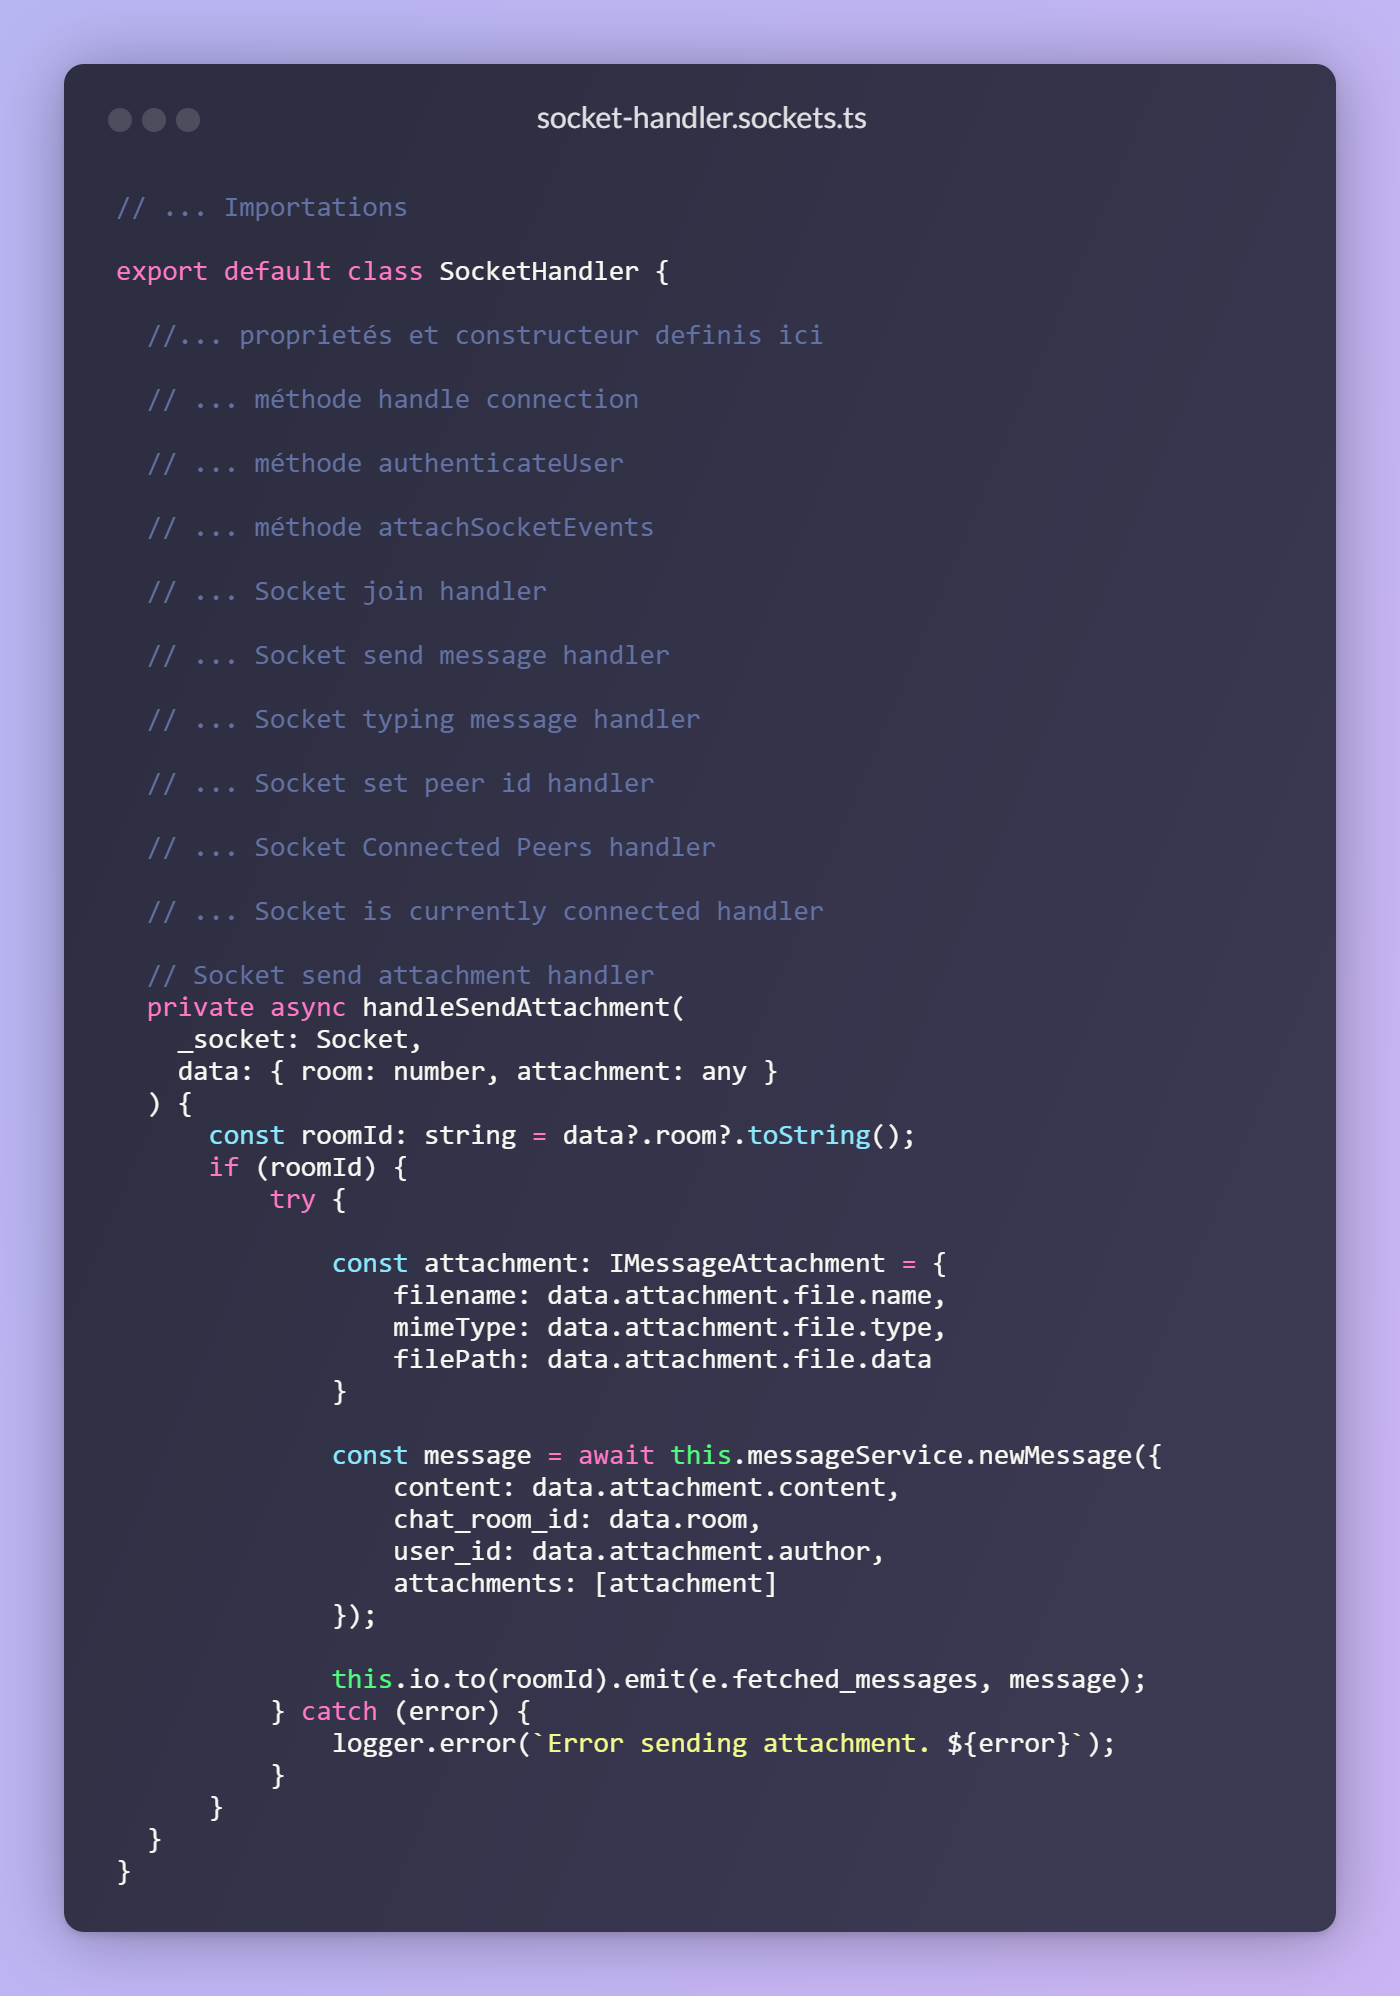 socket-handler.sockets.ts
// ... Importations
export default class SocketHandler {
//... proprietés et constructeur definis ici
// ... méthode handle connection
// ... méthode authenticateUser
// ... méthode attachSocketEvents
// ... Socket join handler
// ... Socket send message handler
// ... Socket typing message handler
// ... Socket set peer id handler
// ... Socket Connected Peers handler
// ... Socket is currently connected handler
// Socket send attachment handler
private async handleSendAttachment(
_socket: Socket,
data: { room: number, attachment: any }
) {
const roomId: string = data?.room?.toString();
if (roomId) {
try {
const attachment: IMessageAttachment = {
filename: data.attachment.file.name,
mimeType: data.attachment.file.type,
filePath: data.attachment.file.data
}
const message = await this.messageService.newMessage({
content: data.attachment.content,
chat_room_id: data.room,
user_id: data.attachment.author,
attachments: [attachment]
});
this.io.to(roomId).emit(e.fetched_messages, message);
} catch (error) {
logger.error(`Error sending attachment. ${error}`);
}
}
}
}